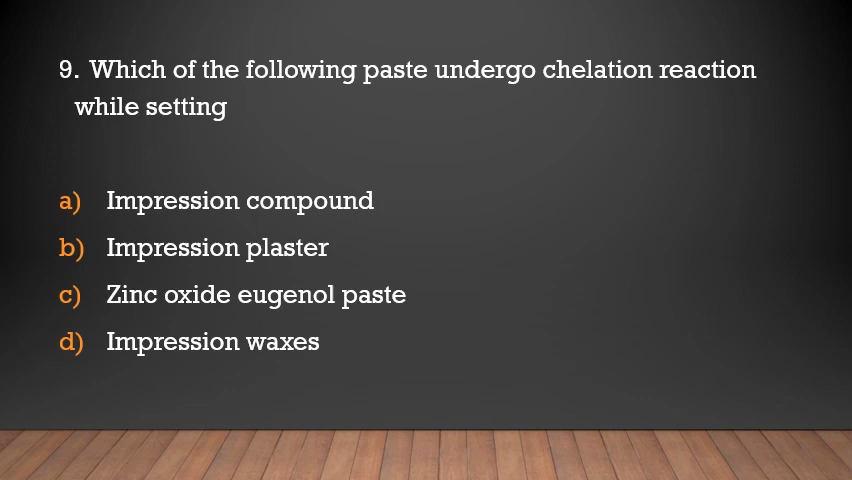 9. Which of the following paste undergo chelation reaction
while setting
a) Impression compound
b) Impression plaster
c) Zinc oxide eugenol paste
d) Impression waxes